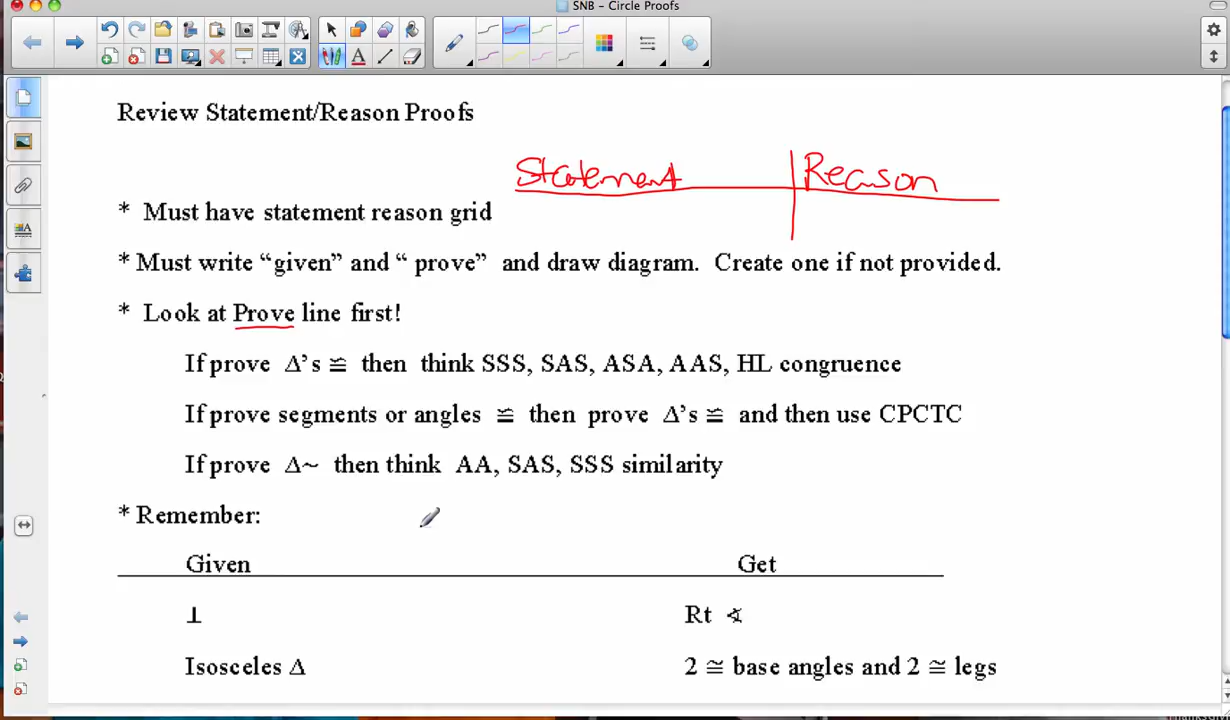 SNB - Circle Proofs
Review Statement/Reason Proofs
Statement Reason
* Must have statement reason grid
* Must write “given” and “ prove” and draw diagram. Create one if not provided.
* Look at Prove line first!
If prove Δ’s ≌ then think SSS, SAS, ASA, AAS, HL congruence
If prove segments or angles ≌ then prove Δ’s ≌ and then use CPCTC
If prove Δ~ then think AA, SAS, SSS similarity
* Remember:
Given Get
⊥ Rt ∢
Isosceles Δ 2 ≅ base angles and 2 ≅ legs